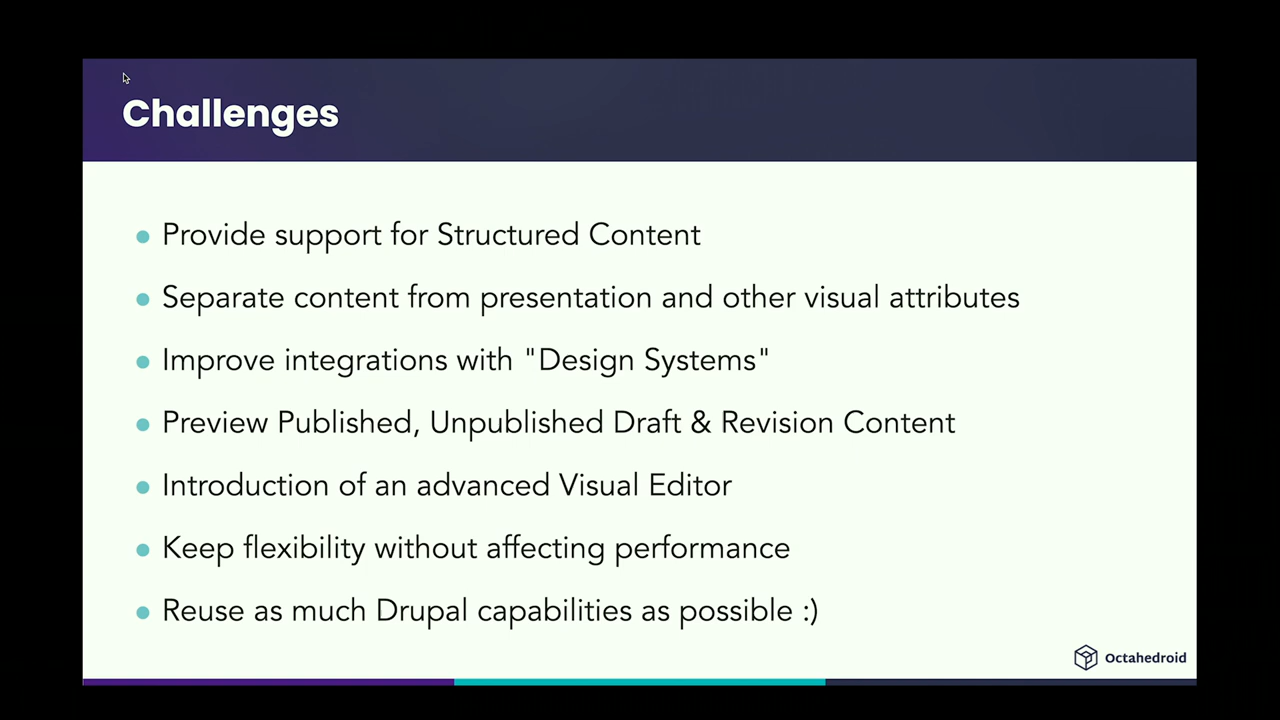 Challenges
Provide support for Structured Content
Separate content from presentation and other visual attributes
Improve integrations with "Design Systems"
Preview Published, Unpublished Draft & Revision Content
Introduction of an advanced Visual Editor
Keep flexibility without affecting performance
Reuse as much Drupal capabilities as possible :)
Octahedroid